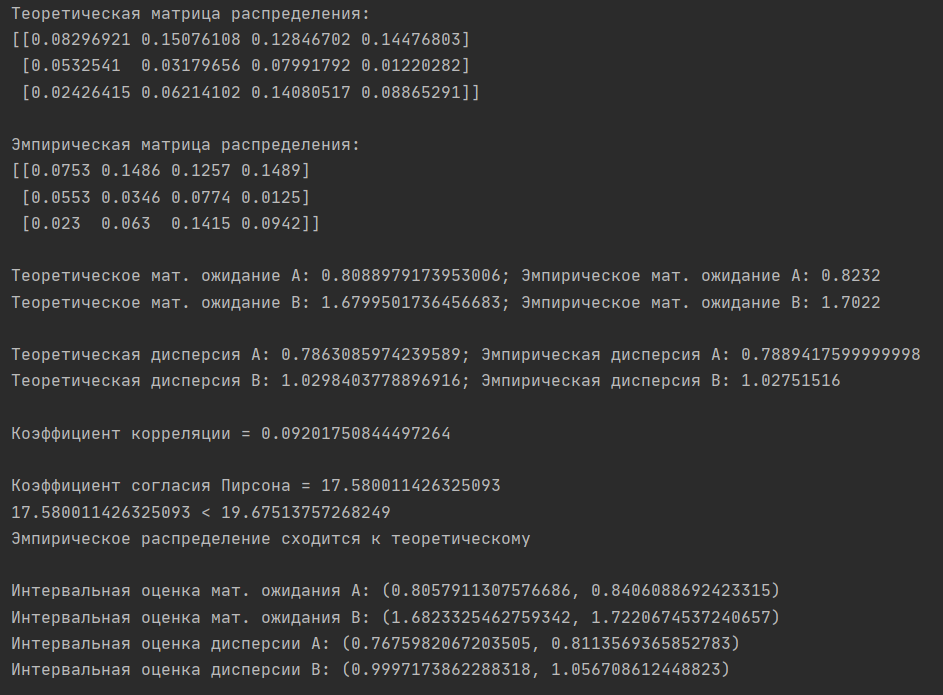 Теоретическая матрица распределения:
[[0.08296921 0.15076108 0.12846702 0.14476803]
 [0.0532541  0.03179656 0.07991792 0.01220282]
 [0.02426415 0.06214102 0.14080517 0.08865291]]
Эмпирическая матрица распределения:
[[0.0753 0.1486 0.1257 0.1489]
 [0.0553 0.0346 0.0774 0.0125]
 [0.023  0.063  0.1415 0.0942]]
Теоретическое мат. ожидание A: 0.8088979173953006; Эмпирическое мат. ожидание A: 0.8232
Теоретическое мат. ожидание B: 1.6799501736456683; Эмпирическое мат. ожидание B: 1.7022
Теоретическая дисперсия A: 0.7863085974239589; Эмпирическая дисперсия A: 0.7889417599999998
Теоретическая дисперсия B: 1.0298403778896916; Эмпирическая дисперсия B: 1.02751516
Коэффициент корреляции = 0.09201750844497264
Коэффициент согласия Пирсона = 17.580011426325093
17.580011426325093 < 19.67513757268249
Эмпирическое распределение сходится к теоретическому
Интервальная оценка мат. ожидания A: (0.8057911307576686, 0.8406088692423315)
Интервальная оценка мат. ожидания B: (1.6823325462759342, 1.7220674537240657)
Интервальная оценка дисперсии A: (0.7675982067203505, 0.8113569365852783)
Интервальная оценка дисперсии B: (0.9997173862288318, 1.056708612448823)